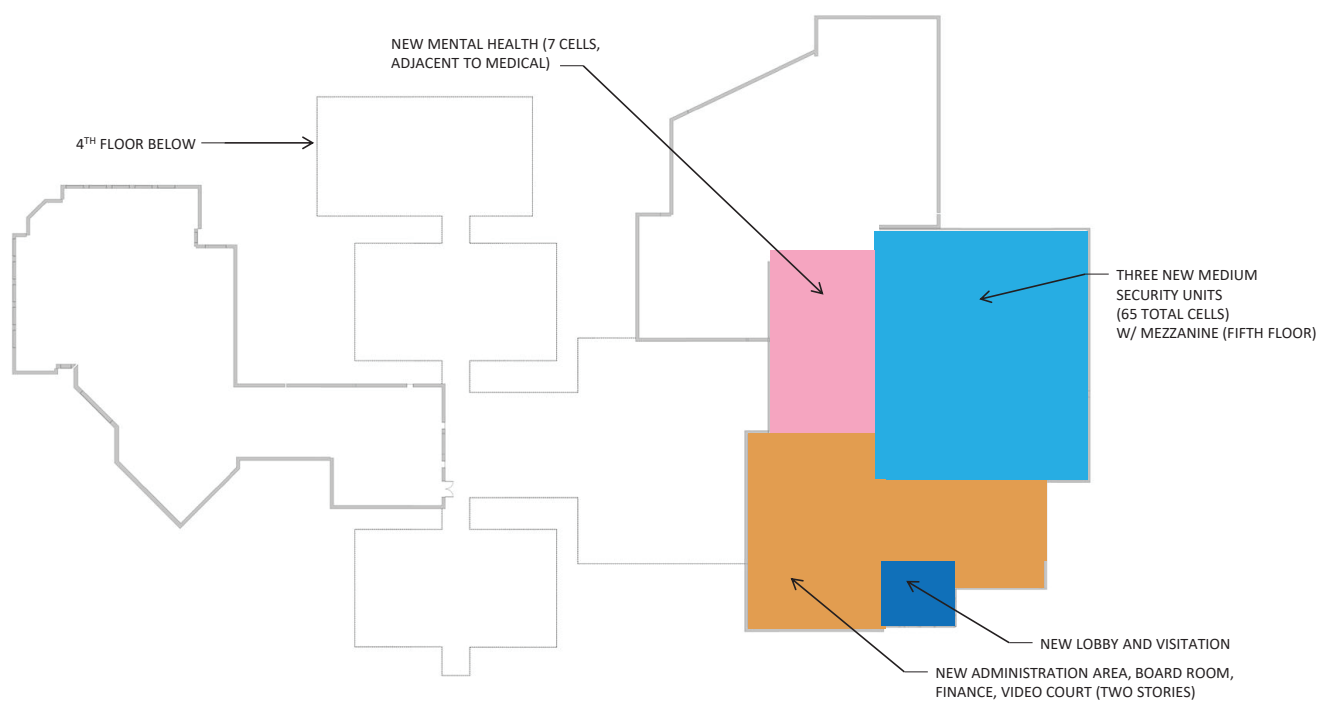 NEW MENTAL HEALTH (7 CELLS,
ADJACENT TO MEDICAL)
4TH FLOOR BELOW
THREE NEW MEDIUM
SECURITY UNITS
(65 TOTAL CELLS)
W/ MEZZANINE (FIFTH FLOOR)
NEW LOBBY AND VISITATION
NEW ADMINISTRATION AREA, BOARD ROOM,
FINANCE, VIDEO COURT (TWO STORIES)